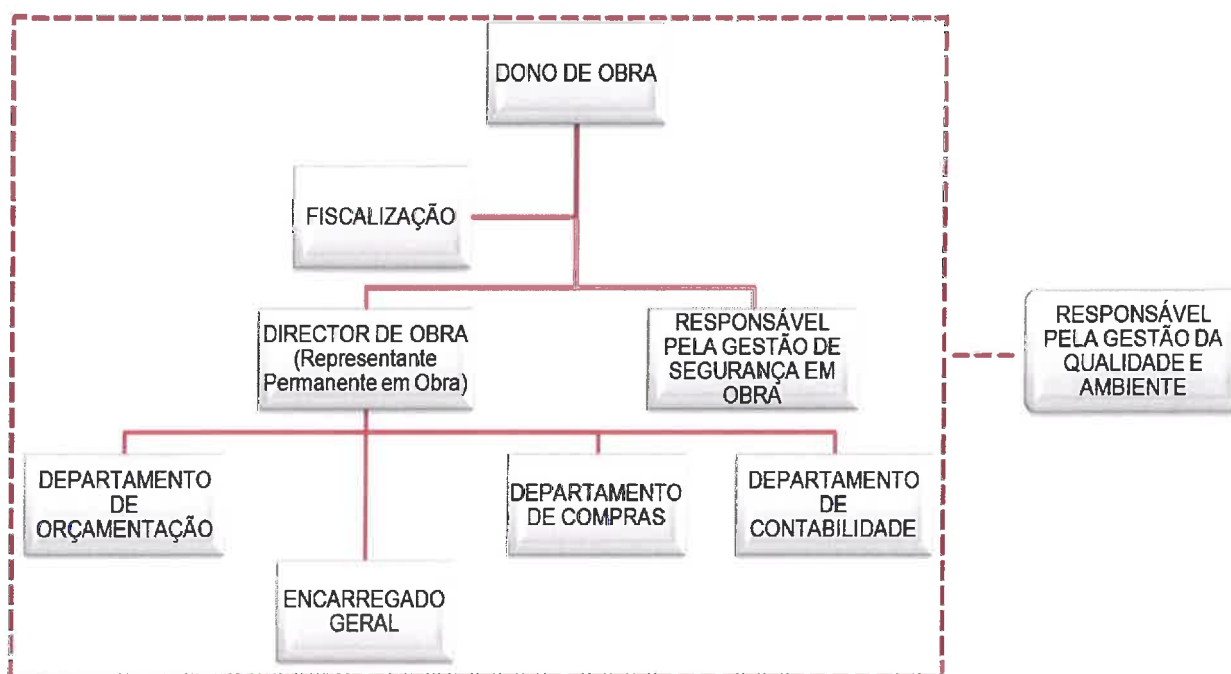 DONO DE OBRA
FISCALIZAÇÃO
DIRECTOR DE OBRA
(Representante
Permanente em Obra)
RESPONSÁVEL
PELA GESTÃO DE
SEGURANÇA EM
OBRA
RESPONSÁVEL
PELA GESTÃO DA
QUALIDADE E
AMBIENTE
DEPARTAMENTO
DE
ORÇAMENTAÇÃO
DEPARTAMENTO
DE COMPRAS
DEPARTAMENTO
DE
CONTABILIDADE
ENCARREGADO
GERAL